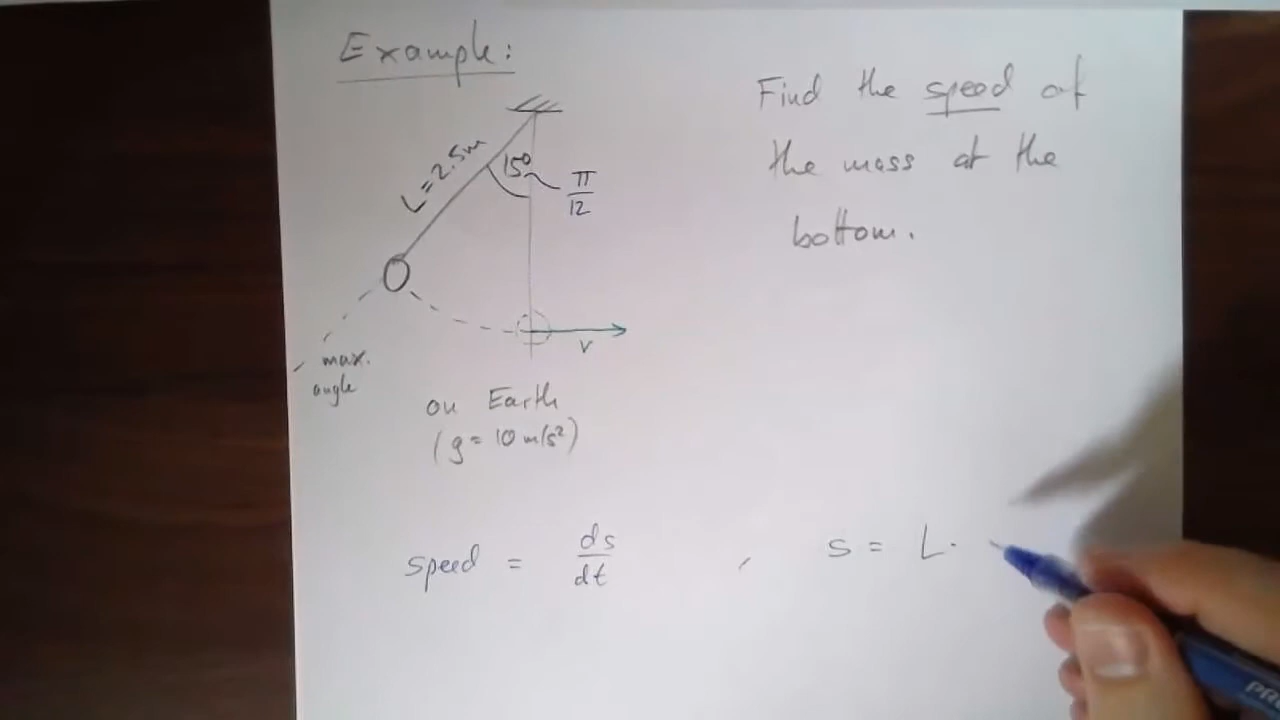 Example:
Find the speed of
the mass at the
bottom.
L = 2.5m
15°
π
12
v
max.
angle
on Earth
(g = 10 m/s²)
speed = ds/dt , s = L ·